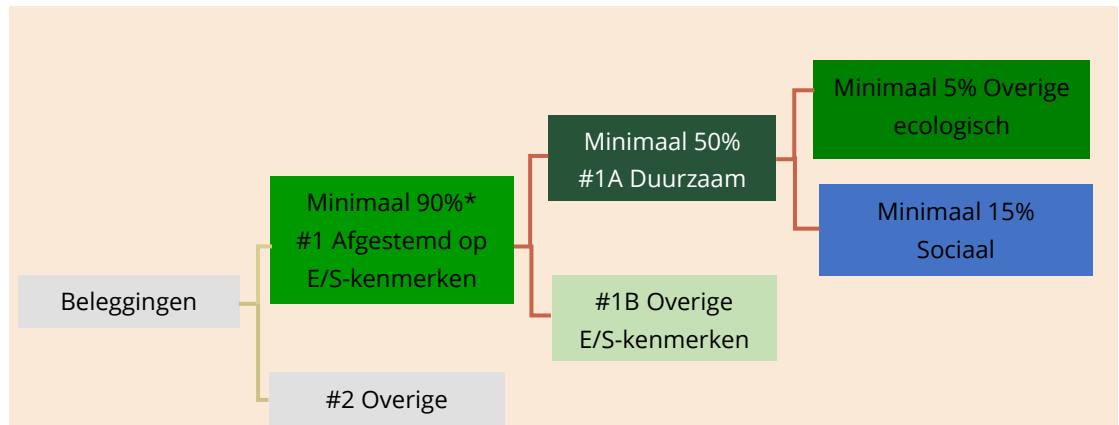 Beleggingen
Minimaal 90%*
#1 Afgestemd op
E/S-kenmerken
#2 Overige
Minimaal 50%
#1A Duurzaam
#1B Overige
E/S-kenmerken
Minimaal 5% Overige
ecologisch
Minimaal 15%
Sociaal